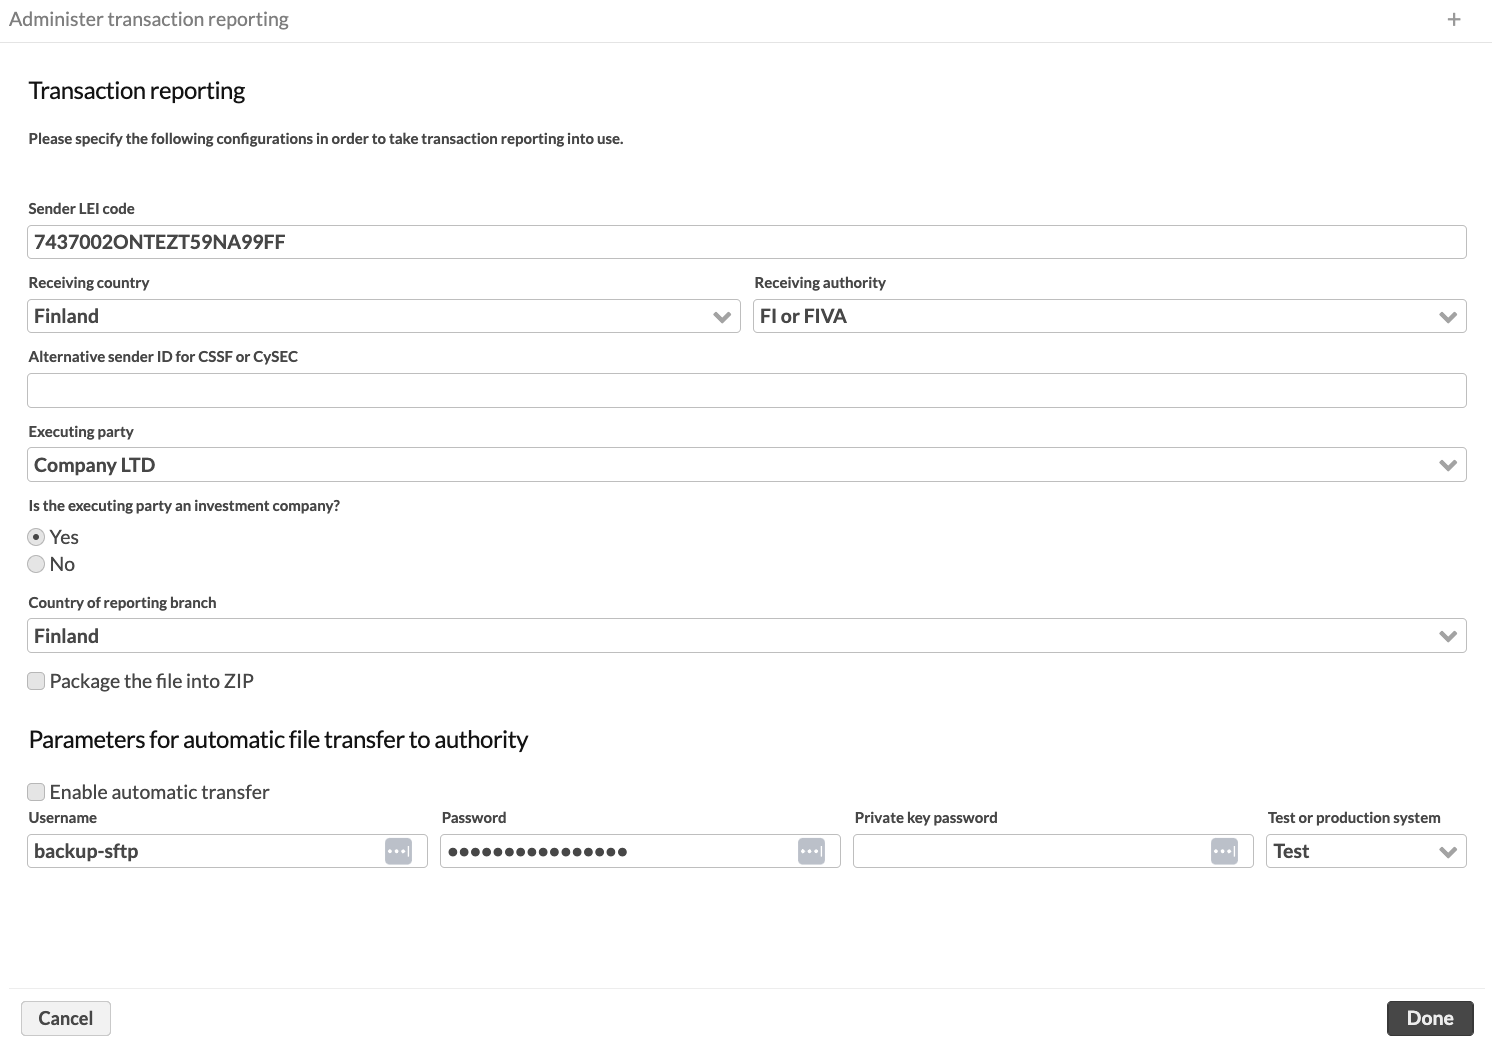 Administer transaction reporting
+
Transaction reporting
Please specify the following configurations in order to take transaction reporting into use.
Sender LEI code
7437002ONTEZT59NA99FF
Receiving country
Receiving authority
Finland
FI or FIVA
Alternative sender ID for CSSF or CySEC
Executing party
Company LTD
Is the executing party an investment company?
Yes
No
Country of reporting branch
Finland
Package the file into ZIP
Parameters for automatic file transfer to authority
Enable automatic transfer
Username
Password
Private key password
Test or production system
backup-sftp
••••••••••••••••
Test
Cancel
Done